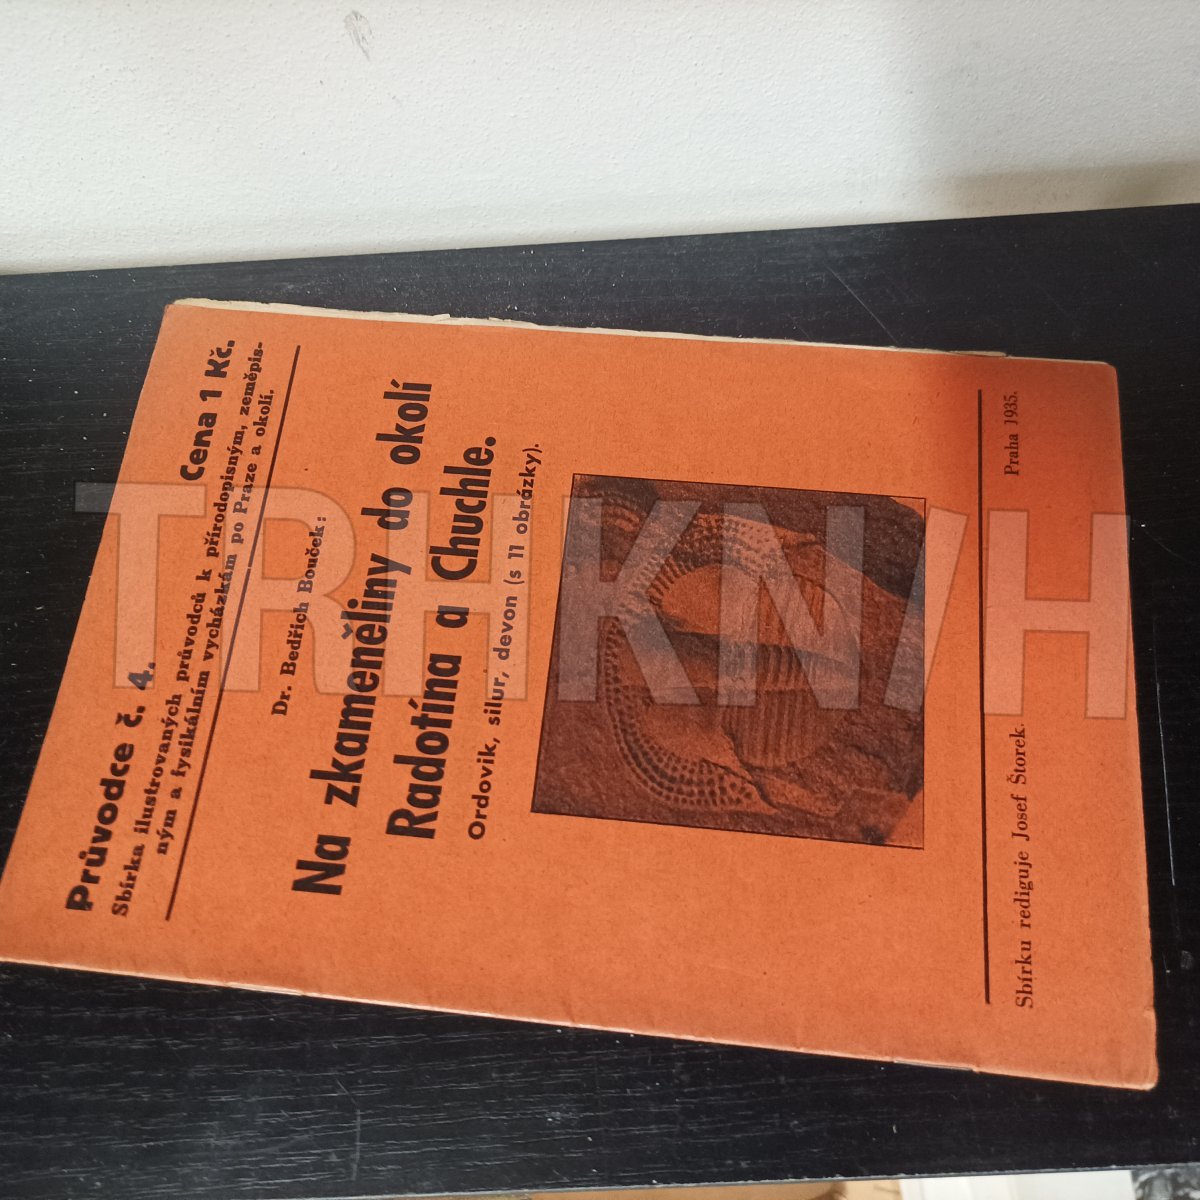 Průvodce č. 4. Cena 1 Kč.
Sbírka ilustrovaných průvodců k přírodopisným, zeměpis-
ným a fysikálním vycházkám po Praze a okolí.
Dr. Bedřich Bouček:
Na zkameněliny do okolí
Radotína a Chuchle.
Ordovik, silur, devon (s 11 obrázky).
Sbírku rediguje Josef Štorek. Praha 1935.
TRHKNIH